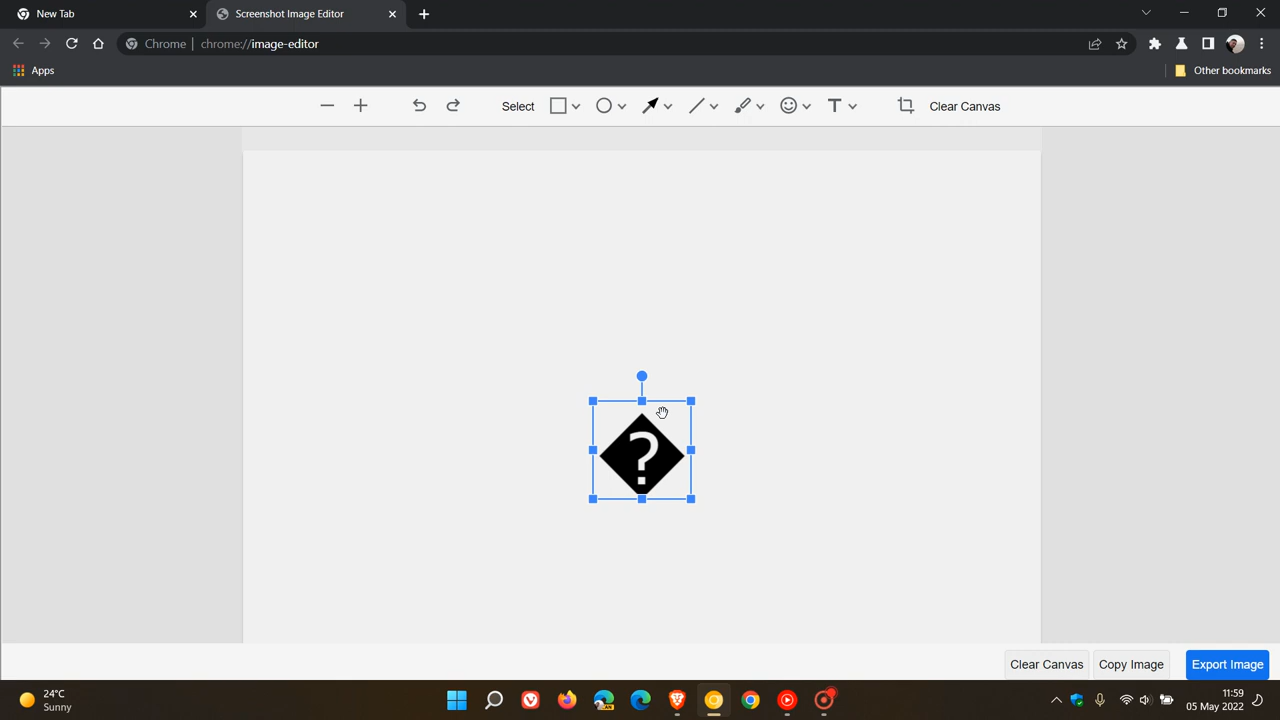 New Tab
Screenshot Image Editor
Chrome | chrome://image-editor
Apps
Other bookmarks
Select
T
Clear Canvas
?
Clear Canvas
Copy Image
Export Image
24°C
Sunny
CAN
11:59
05 May 2022